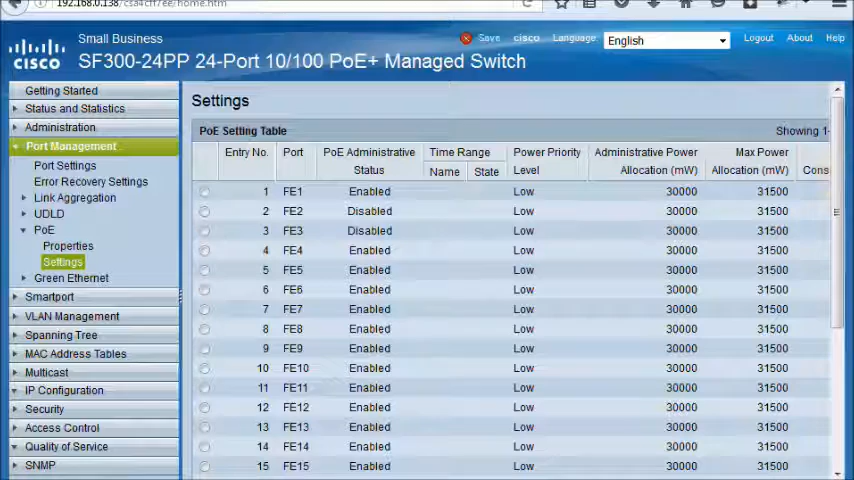 192.168.0.138/csa4cff7ee/home.htm
Small Business
Save cisco Language: English Logout About Help
CISCO SF300-24PP 24-Port 10/100 PoE+ Managed Switch
Getting Started
Status and Statistics
Administration
Port Management
Port Settings
Error Recovery Settings
Link Aggregation
UDLD
PoE
Properties
Settings
Green Ethernet
Smartport
VLAN Management
Spanning Tree
MAC Address Tables
Multicast
IP Configuration
Security
Access Control
Quality of Service
SNMP
Settings
PoE Setting Table Showing 1-
Entry No. Port PoE Administrative Status Time Range Name State Power Priority Level Administrative Power Allocation (mW) Max Power Allocation (mW) Cons
1 FE1 Enabled Low 30000 31500
2 FE2 Disabled Low 30000 31500
3 FE3 Disabled Low 30000 31500
4 FE4 Enabled Low 30000 31500
5 FE5 Enabled Low 30000 31500
6 FE6 Enabled Low 30000 31500
7 FE7 Enabled Low 30000 31500
8 FE8 Enabled Low 30000 31500
9 FE9 Enabled Low 30000 31500
10 FE10 Enabled Low 30000 31500
11 FE11 Enabled Low 30000 31500
12 FE12 Enabled Low 30000 31500
13 FE13 Enabled Low 30000 31500
14 FE14 Enabled Low 30000 31500
15 FE15 Enabled Low 30000 31500